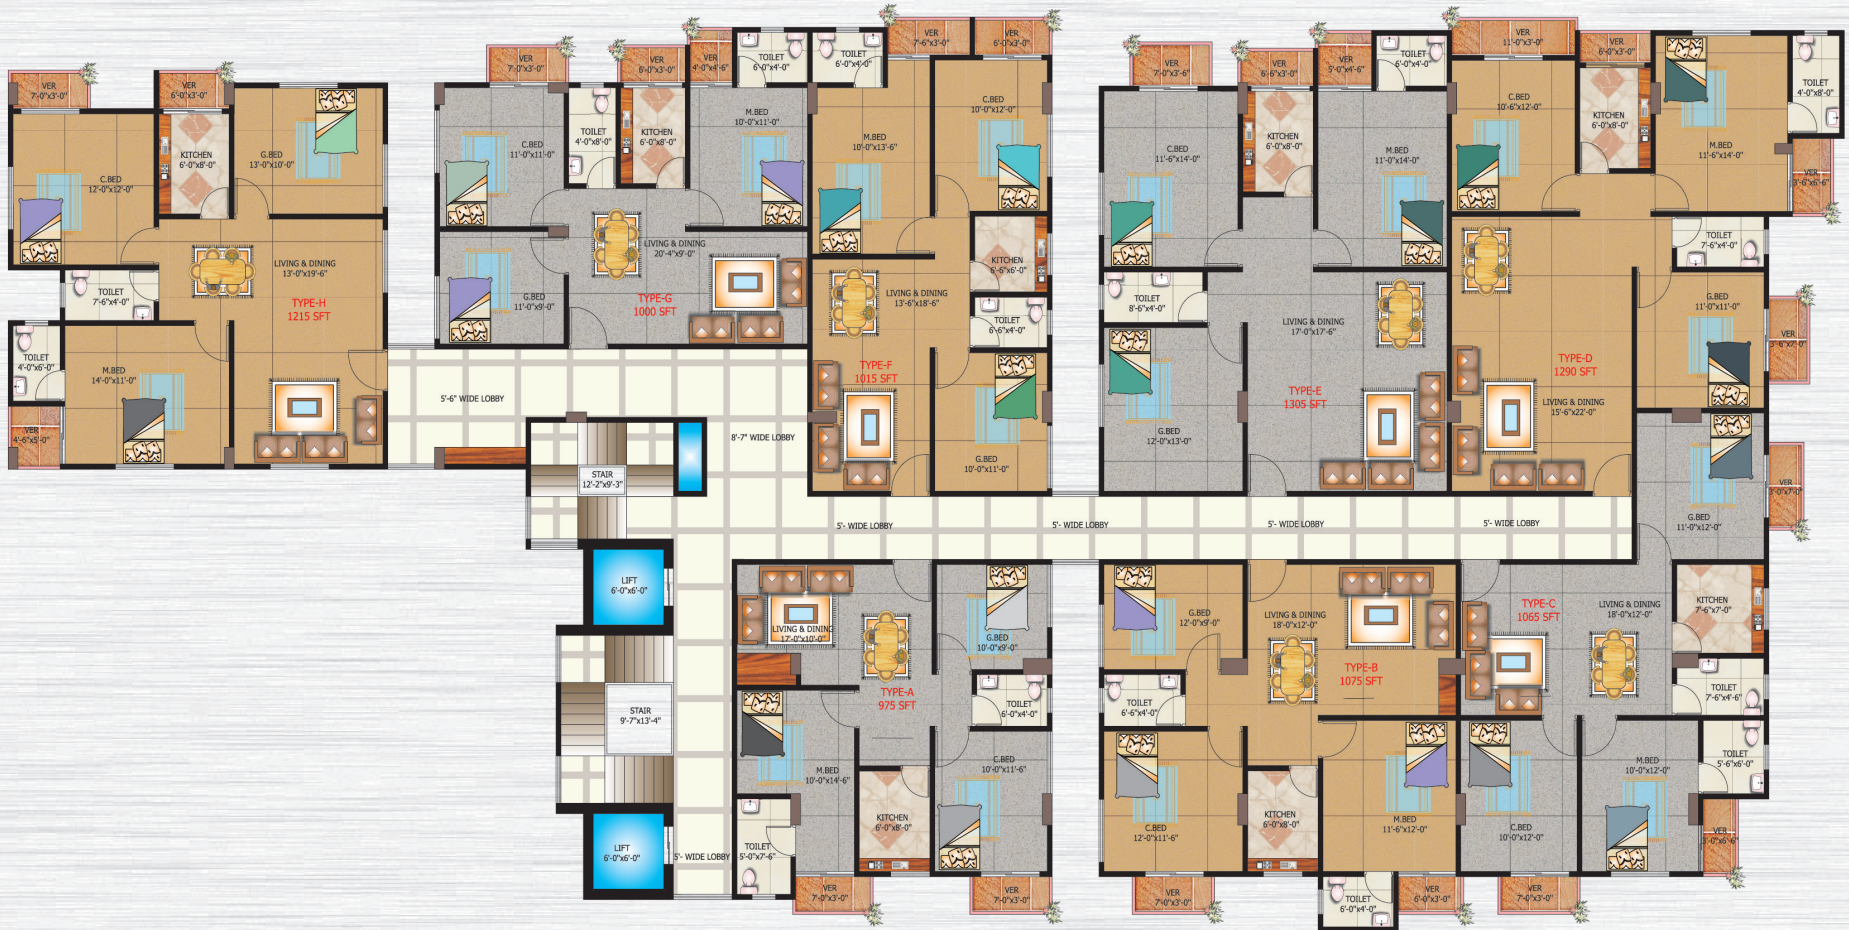 VER
7'-0"x3'-0"
VER
6'-0"x3'-0"
C.BED
12'-0"x12'-0"
KITCHEN
6'-0"x8'-0"
G.BED
13'-0"x10'-0"
LIVING & DINING
13'-0"x19'-6"
TYPE-H
1215 SFT
TOILET
7'-6"x4'-0"
TOILET
4'-0"x6'-0"
M.BED
14'-0"x11'-0"
VER
4'-6"x5'-0"
VER
7'-0"x3'-0"
VER
6'-0"x3'-0"
VER
4'-0"x4'-6"
TOILET
6'-0"x4'-0"
C.BED
11'-0"x11'-0"
TOILET
4'-0"x8'-0"
KITCHEN
6'-0"x8'-0"
M.BED
10'-0"x11'-0"
LIVING & DINING
20'-4"x9'-0"
TYPE-G
1000 SFT
G.BED
11'-0"x9'-0"
TOILET
6'-0"x4'-0"
VER
7'-6"x3'-0"
VER
6'-0"x3'-0"
M.BED
10'-0"x13'-6"
C.BED
10'-0"x12'-0"
KITCHEN
6'-6"x6'-0"
LIVING & DINING
13'-6"x18'-6"
TOILET
6'-6"x4'-0"
TYPE-F
1015 SFT
G.BED
10'-0"x11'-0"
VER
7'-0"x3'-6"
VER
6'-6"x3'-0"
VER
5'-0"x4'-6"
TOILET
6'-0"x4'-0"
C.BED
11'-6"x14'-0"
KITCHEN
6'-0"x8'-0"
M.BED
11'-0"x14'-0"
TOILET
8'-6"x4'-0"
LIVING & DINING
17'-0"x17'-6"
TYPE-E
1305 SFT
G.BED
12'-0"x13'-0"
VER
11'-0"x3'-0"
VER
6'-0"x3'-0"
C.BED
10'-6"x12'-0"
KITCHEN
6'-0"x8'-0"
M.BED
11'-6"x14'-0"
TOILET
4'-0"x8'-0"
VER
3'-6"x6'-6"
TOILET
7'-6"x4'-0"
G.BED
11'-0"x11'-0"
VER
TYPE-D
1290 SFT
LIVING & DINING
15'-6"x22'-0"
5'-6" WIDE LOBBY
8'-7" WIDE LOBBY
STAIR
12'-2"x9'-3"
5'- WIDE LOBBY
5'- WIDE LOBBY
5'- WIDE LOBBY
5'- WIDE LOBBY
G.BED
11'-0"x12'-0"
VER
3'-0"x7'-0"
LIFT
6'-0"x6'-0"
STAIR
9'-7"x13'-4"
LIFT
6'-0"x6'-0"
5'- WIDE LOBBY
LIVING & DINING
17'-0"x10'-0"
G.BED
10'-0"x9'-0"
TYPE-A
975 SFT
TOILET
6'-0"x4'-0"
M.BED
10'-0"x14'-6"
C.BED
10'-0"x11'-6"
KITCHEN
6'-0"x8'-0"
TOILET
5'-0"x7'-6"
VER
7'-0"x3'-0"
VER
7'-0"x3'-0"
G.BED
12'-0"x9'-0"
LIVING & DINING
18'-0"x12'-0"
TYPE-B
1075 SFT
TOILET
6'-6"x4'-0"
C.BED
12'-0"x11'-6"
KITCHEN
6'-0"x8'-0"
M.BED
11'-6"x12'-0"
VER
7'-0"x3'-0"
TOILET
6'-0"x4'-0"
VER
6'-0"x3'-0"
TYPE-C
1065 SFT
LIVING & DINING
18'-0"x12'-0"
KITCHEN
7'-6"x7'-0"
TOILET
7'-6"x4'-6"
TOILET
5'-6"x6'-0"
M.BED
10'-0"x12'-0"
C.BED
10'-0"x12'-0"
VER
3'-0"x6'-6"
VER
7'-0"x3'-0"